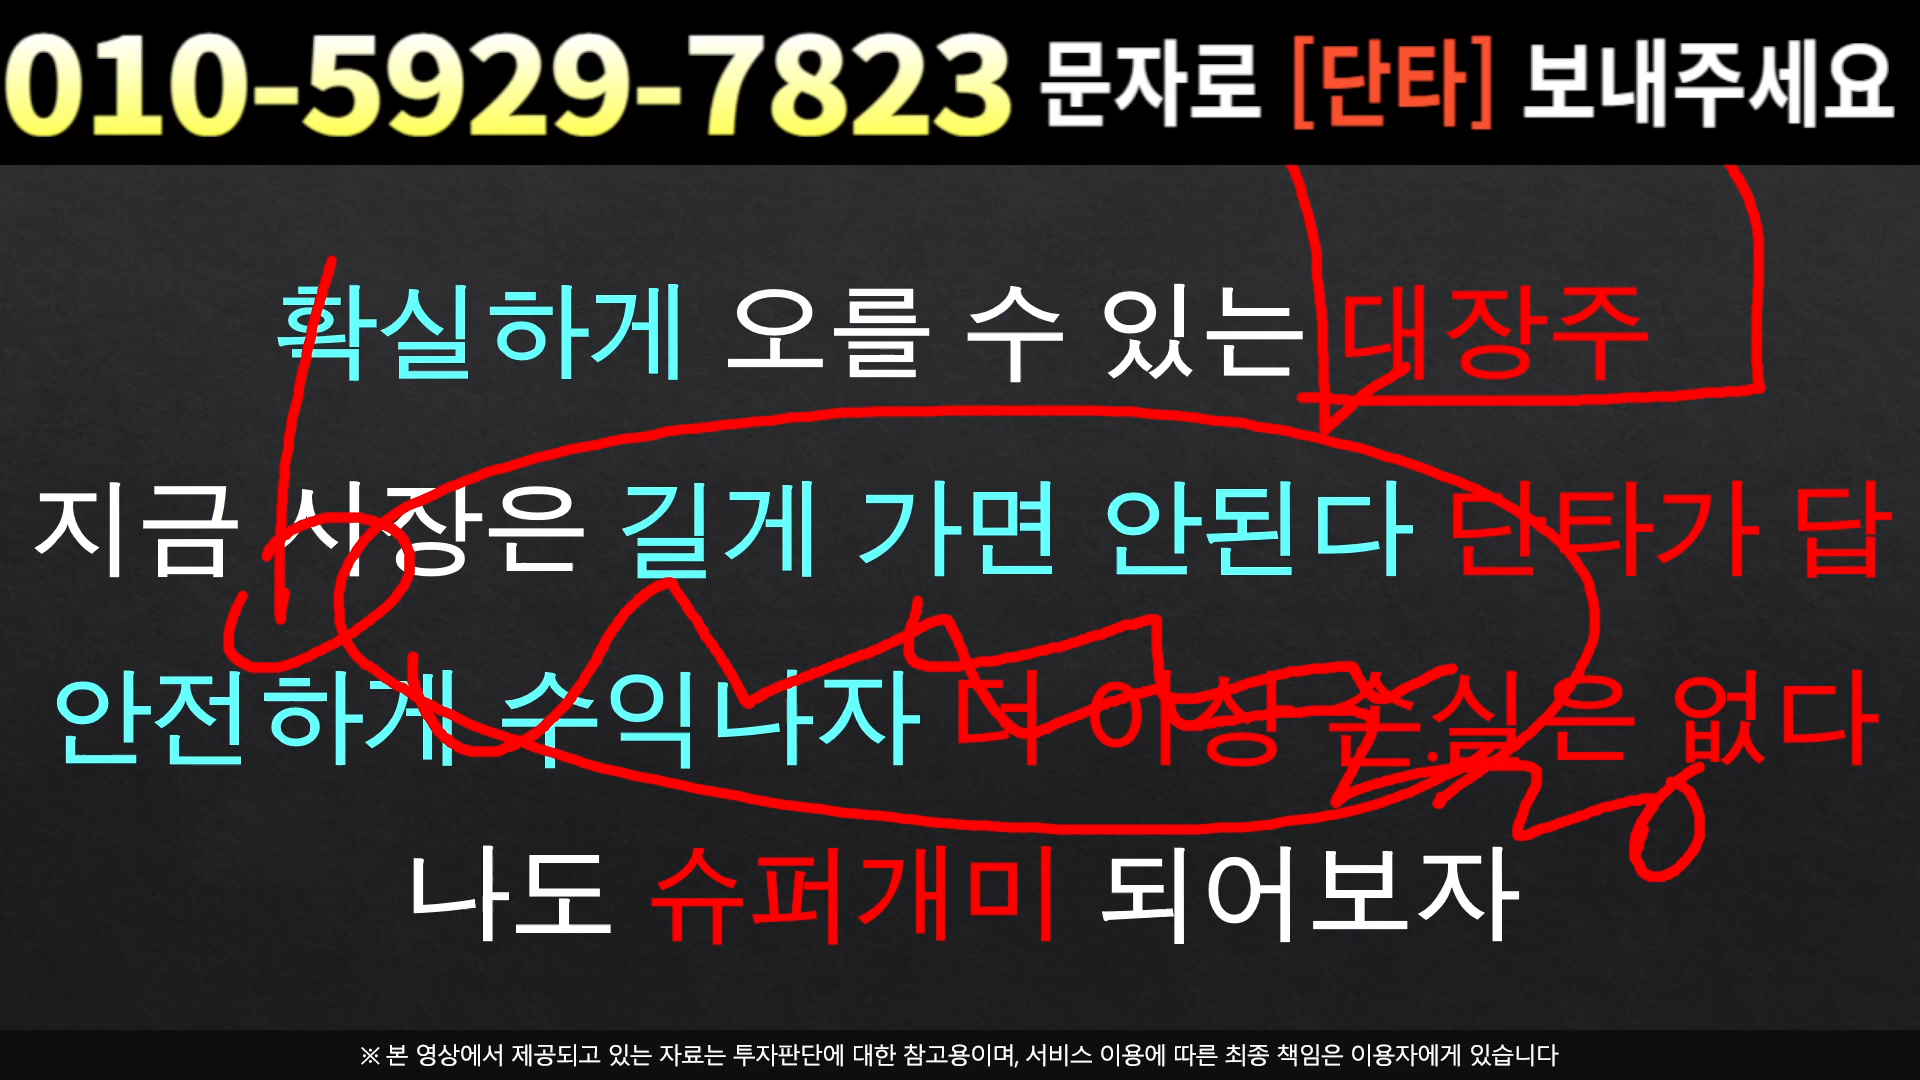 010-5929-7823 문자로 [단타] 보내주세요
확실하게 오를 수 있는 대장주
지금 시장은 길게 가면 안된다 단타가 답
안전하게 수익나자 더 이상 손실은 없다
나도 슈퍼개미 되어보자
※ 본 영상에서 제공되고 있는 자료는 투자판단에 대한 참고용이며, 서비스 이용에 따른 최종 책임은 이용자에게 있습니다